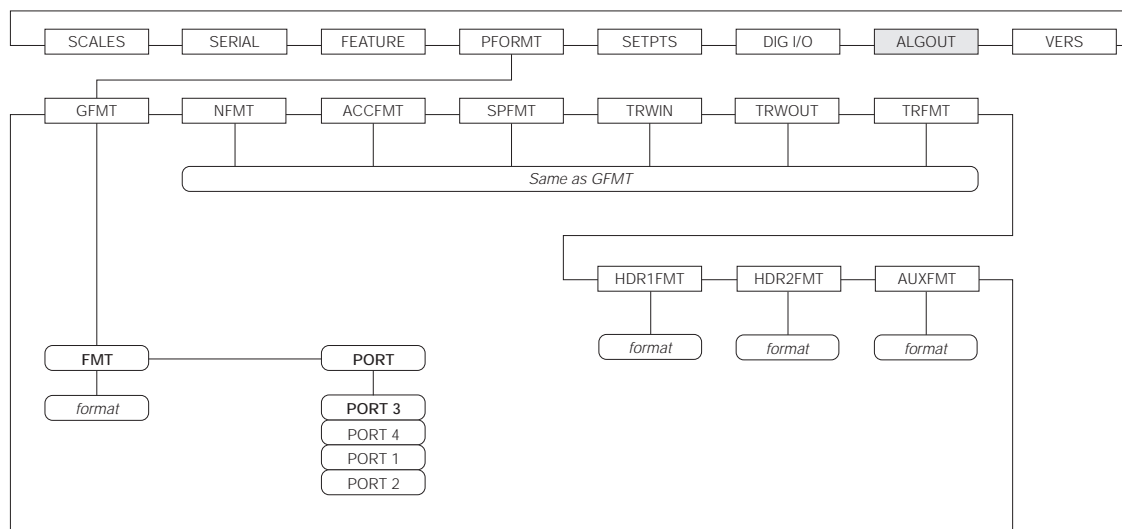 SCALES SERIAL FEATURE PFORMT SETPTS DIG I/O ALGOUT VERS
GFMT NFMT ACCFMT SPFMT TRWIN TRWOUT TRFMT
Same as GFMT
HDR1FMT HDR2FMT AUXFMT
format format format
FMT PORT
format
PORT 3
PORT 4
PORT 1
PORT 2